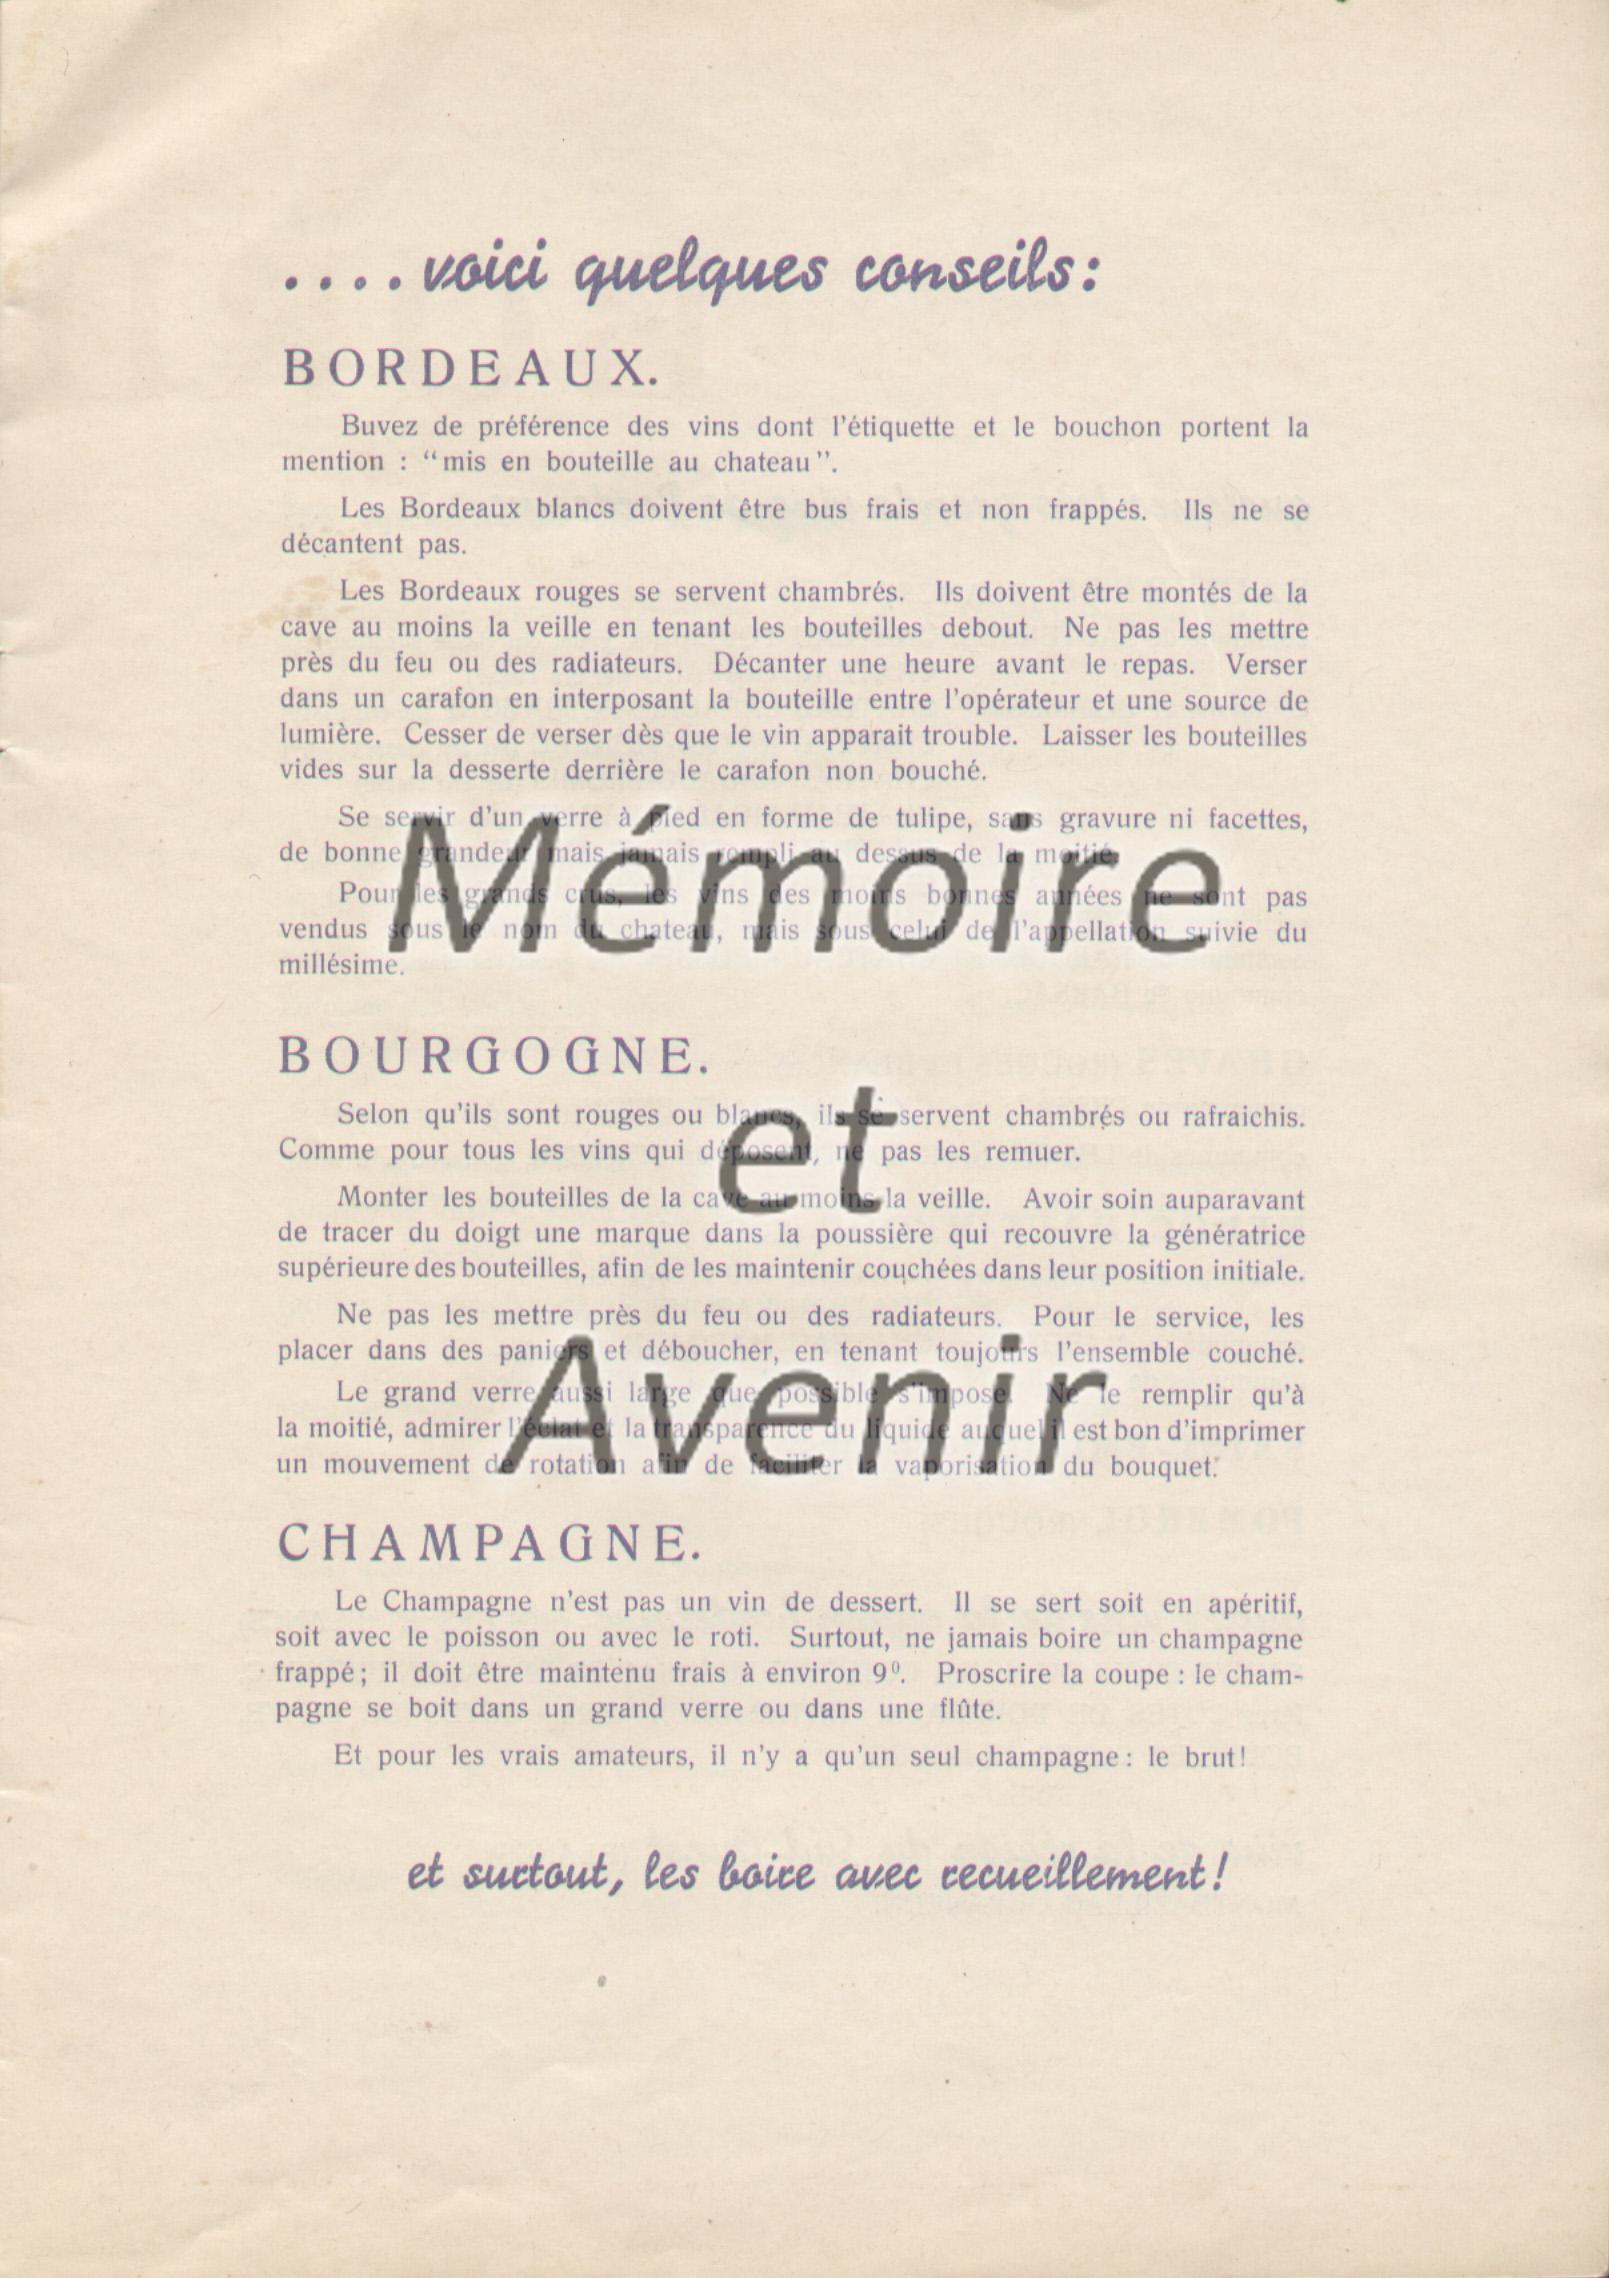 ....voici quelques conseils:
BORDEAUX.
Buvez de préférence des vins dont l'étiquette et le bouchon portent la
mention : “mis en bouteille au chateau”.
Les Bordeaux blancs doivent être bus frais et non frappés. Ils ne se
décantent pas.
Les Bordeaux rouges se servent chambrés. Ils doivent être montés de la
cave au moins la veille en tenant les bouteilles debout. Ne pas les mettre
près du feu ou des radiateurs. Décanter une heure avant le repas. Verser
dans un carafon en interposant la bouteille entre l'opérateur et une source de
lumière. Cesser de verser dès que le vin apparait trouble. Laisser les bouteilles
vides sur la desserte derrière le carafon non bouché.
Se servir d'un verre à pied en forme de tulipe, sans gravure ni facettes,
de bonne grandeur mais jamais rempli au dessus de la moitié.
Pour les grands crus, les vins des moins bonnes années ne sont pas
vendus sous le nom du chateau, mais sous celui de l'appellation suivie du
millésime.
Mémoire
BOURGOGNE.
Selon qu'ils sont rouges ou blancs, ils se servent chambrés ou rafraichis.
Comme pour tous les vins qui déposent, ne pas les remuer.
et
Monter les bouteilles de la cave au moins la veille. Avoir soin auparavant
de tracer du doigt une marque dans la poussière qui recouvre la génératrice
supérieure des bouteilles, afin de les maintenir couchées dans leur position initiale.
Ne pas les mettre près du feu ou des radiateurs. Pour le service, les
placer dans des paniers et déboucher, en tenant toujours l'ensemble couché.
Le grand verre aussi large que possible s'impose. Ne le remplir qu'à
la moitié, admirer l'éclat et la transparence du liquide auquel il est bon d'imprimer
un mouvement de rotation afin de faciliter la vaporisation du bouquet.
Avenir
CHAMPAGNE.
Le Champagne n'est pas un vin de dessert. Il se sert soit en apéritif,
soit avec le poisson ou avec le roti. Surtout, ne jamais boire un champagne
frappé; il doit être maintenu frais à environ 9⁰. Proscrire la coupe : le cham-
pagne se boit dans un grand verre ou dans une flûte.
Et pour les vrais amateurs, il n'y a qu'un seul champagne : le brut!
et surtout, les boire avec recueillement!